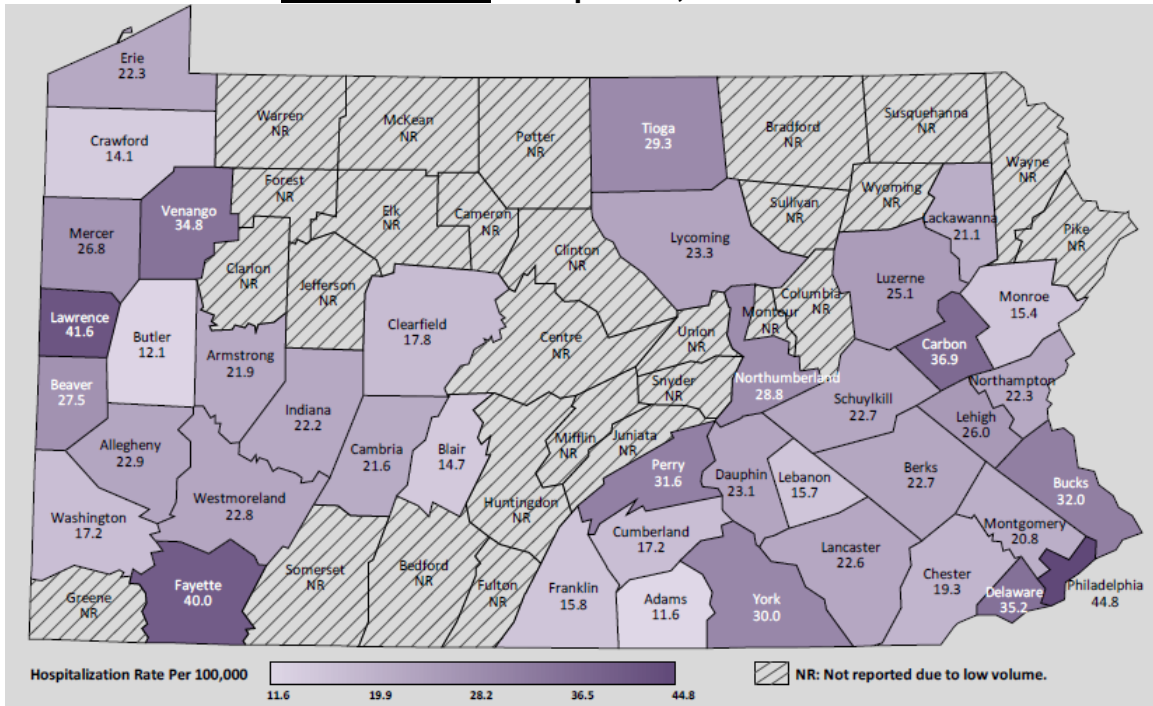 Erie
22.3
Crawford
14.1
Warren
NR
McKean
NR
Potter
NR
Tioga
29.3
Bradford
NR
Susquehanna
NR
Wayne
NR
Forest
NR
Venango
34.8
Elk
NR
Cameron
NR
Sullivan
NR
Wyoming
NR
Lackawanna
21.1
Pike
NR
Mercer
26.8
Clarion
NR
Jefferson
NR
Clinton
NR
Lycoming
23.3
Luzerne
25.1
Columbia
NR
Montour
NR
Monroe
15.4
Lawrence
41.6
Butler
12.1
Armstrong
21.9
Clearfield
17.8
Centre
NR
Union
NR
Carbon
36.9
Beaver
27.5
Snyder
NR
Northumberland
28.8
Schuylkill
22.7
Northampton
22.3
Lehigh
26.0
Allegheny
22.9
Indiana
22.2
Cambria
21.6
Blair
14.7
Mifflin
NR
Juniata
NR
Perry
31.6
Dauphin
23.1
Lebanon
15.7
Berks
22.7
Bucks
32.0
Westmoreland
22.8
Huntingdon
NR
Washington
17.2
Cumberland
17.2
Lancaster
22.6
Montgomery
20.8
Greene
NR
Fayette
40.0
Somerset
NR
Bedford
NR
Fulton
NR
Franklin
15.8
Adams
11.6
York
30.0
Chester
19.3
Delaware
35.2
Philadelphia
44.8
Hospitalization Rate Per 100,000
11.6 19.9 28.2 36.5 44.8
NR: Not reported due to low volume.